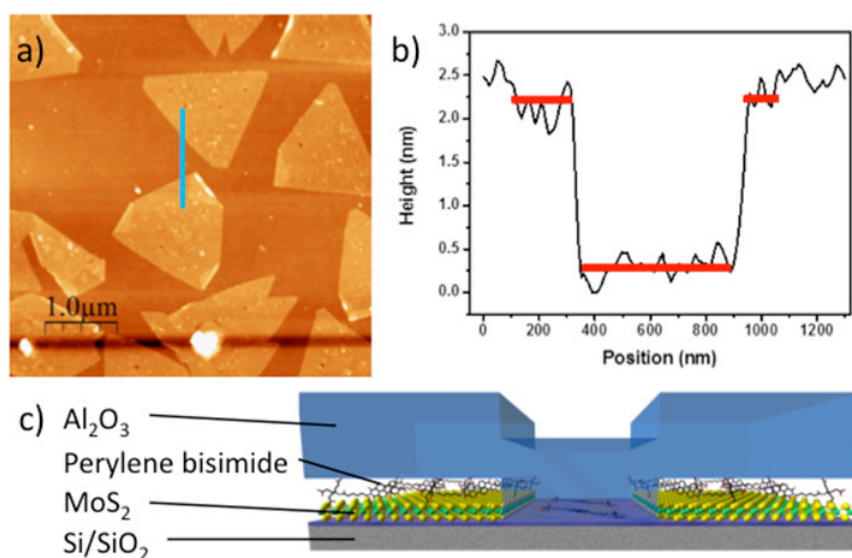 a)
1.0µm
b)
3.0
2.5
2.0
1.5
1.0
0.5
0.0
Height (nm)
0 200 400 600 800 1000 1200
Position (nm)
c)
Al₂O₃
Perylene bisimide
MoS₂
Si/SiO₂